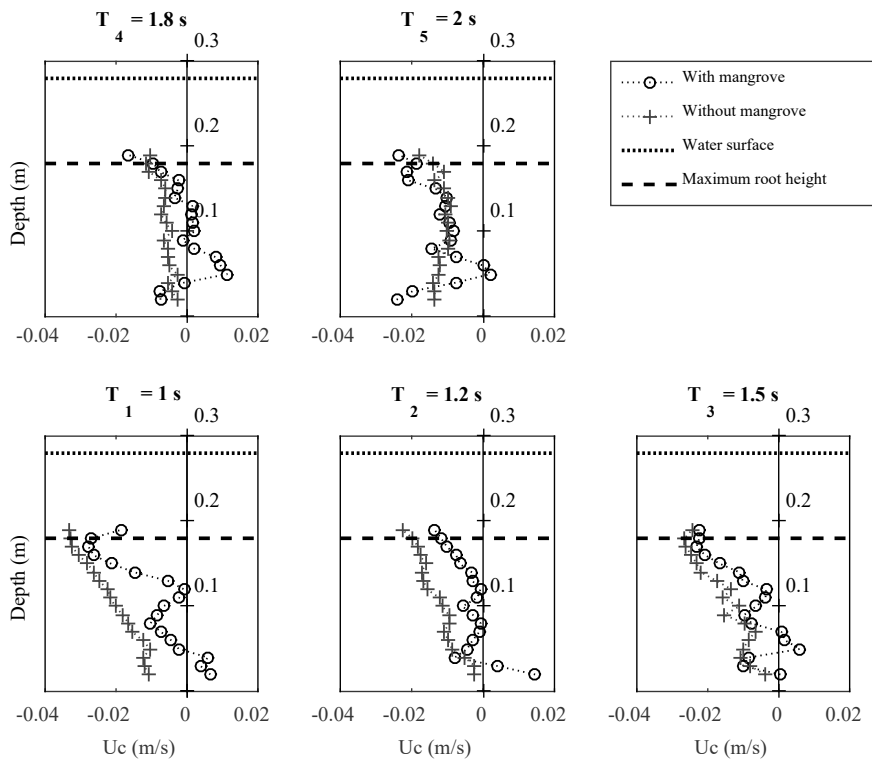 T4 = 1.8 s
0.3
0.2
0.1
Depth (m)
-0.04 -0.02 0 0.02
T5 = 2 s
0.3
0.2
0.1
-0.04 -0.02 0 0.02
With mangrove
Without mangrove
Water surface
Maximum root height
T1 = 1 s
0.3
0.2
0.1
Depth (m)
-0.04 -0.02 0 0.02
Uc (m/s)
T2 = 1.2 s
0.3
0.2
0.1
-0.04 -0.02 0 0.02
Uc (m/s)
T3 = 1.5 s
0.3
0.2
0.1
-0.04 -0.02 0 0.02
Uc (m/s)